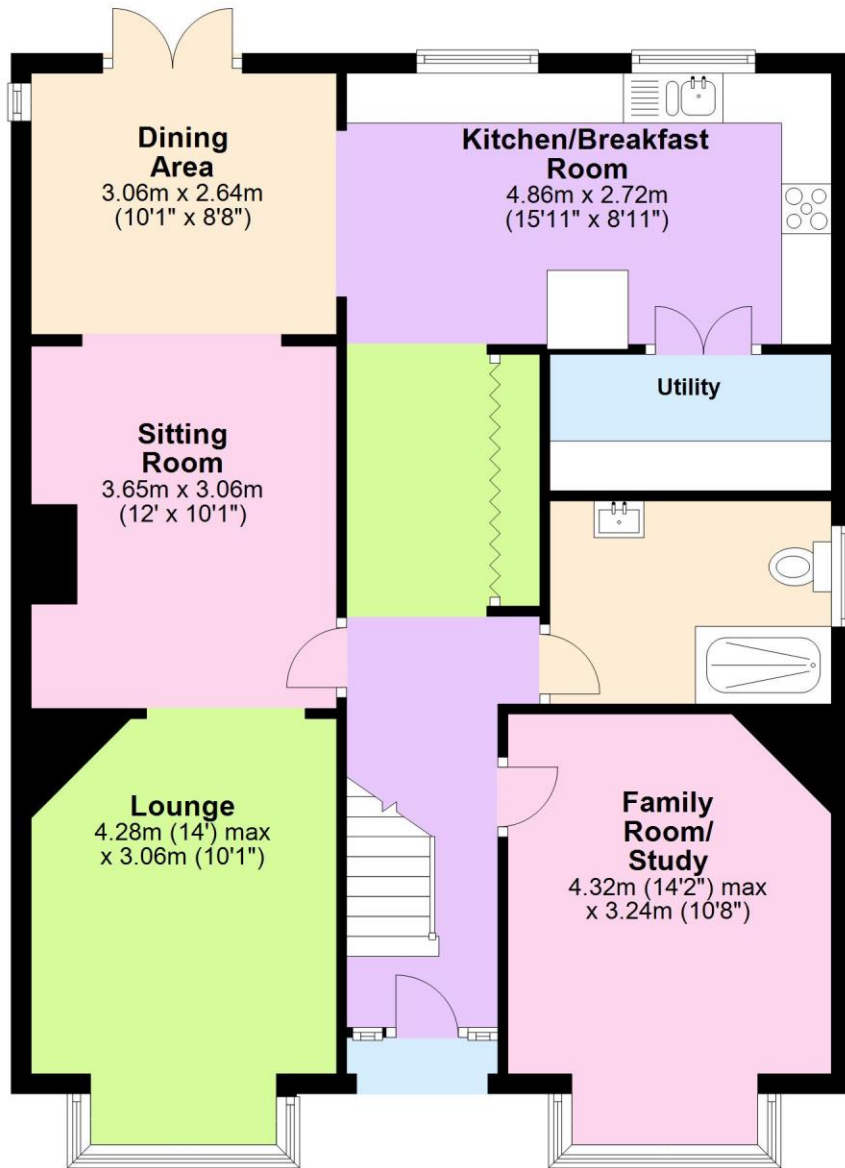 Dining
Area
3.06m x 2.64m
(10'1" x 8'8")
Kitchen/Breakfast
Room
4.86m x 2.72m
(15'11" x 8'11")
Utility
Sitting
Room
3.65m x 3.06m
(12' x 10'1")
Lounge
4.28m (14') max
x 3.06m (10'1")
Family
Room/
Study
4.32m (14'2") max
x 3.24m (10'8")